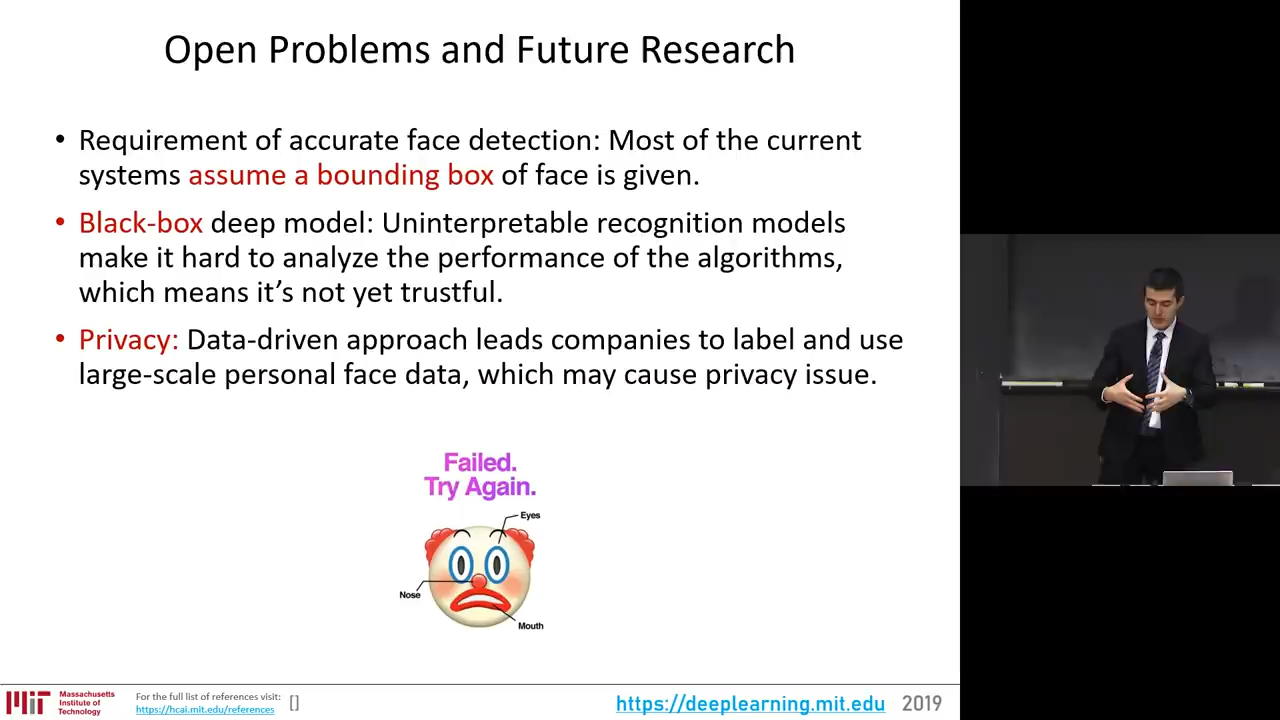 Open Problems and Future Research
• Requirement of accurate face detection: Most of the current
systems assume a bounding box of face is given.
• Black-box deep model: Uninterpretable recognition models
make it hard to analyze the performance of the algorithms,
which means it’s not yet trustful.
• Privacy: Data-driven approach leads companies to label and use
large-scale personal face data, which may cause privacy issue.
Failed.
Try Again.
Eyes
Nose
Mouth
MIT
Massachusetts
Institute of
Technology
For the full list of references visit:
https://hcai.mit.edu/references
[]
https://deeplearning.mit.edu 2019